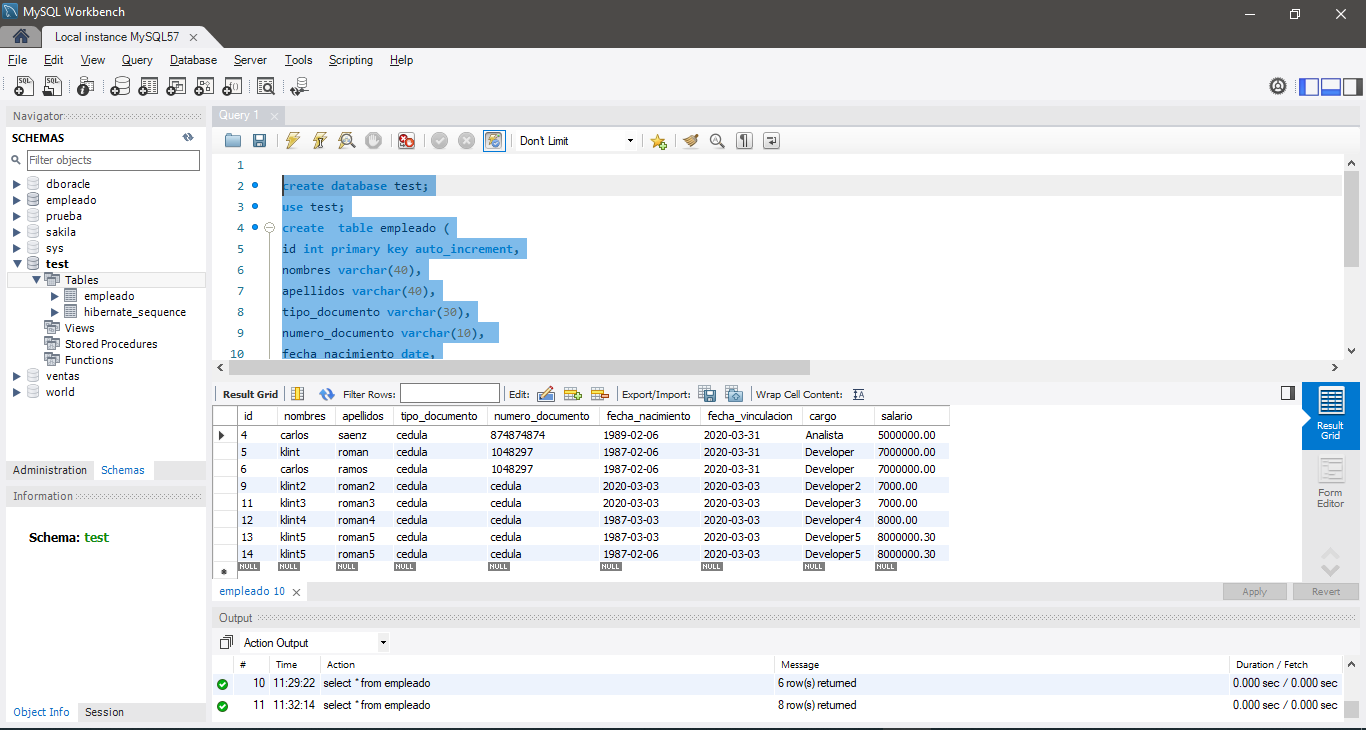 MySQL Workbench
Local instance MySQL57
File Edit View Query Database Server Tools Scripting Help
Navigator
SCHEMAS
Filter objects
dboracle
empleado
prueba
sakila
sys
test
Tables
empleado
hibernate_sequence
Views
Stored Procedures
Functions
ventas
world
Administration Schemas
Information
Schema: test
Object Info Session
Query 1
Don't Limit
1
2 create database test;
3 use test;
4 create table empleado (
5 id int primary key auto_increment,
6 nombres varchar(40),
7 apellidos varchar(40),
8 tipo_documento varchar(30),
9 numero_documento varchar(10),
10 fecha_nacimiento date,
Result Grid Filter Rows: Edit: Export/Import: Wrap Cell Content:
id nombres apellidos tipo_documento numero_documento fecha_nacimiento fecha_vinculacion cargo salario
4 carlos saenz cedula 874874874 1989-02-06 2020-03-31 Analista 5000000.00
5 klint roman cedula 1048297 1987-02-06 2020-03-31 Developer 7000000.00
6 carlos ramos cedula 1048297 1987-02-06 2020-03-31 Developer 7000000.00
9 klint2 roman2 cedula cedula 2020-03-03 2020-03-03 Developer2 7000.00
11 klint3 roman3 cedula cedula 2020-03-03 2020-03-03 Developer3 7000.00
12 klint4 roman4 cedula cedula 1987-03-03 2020-03-03 Developer4 8000.00
13 klint5 roman5 cedula cedula 1987-03-03 2020-03-03 Developer5 8000000.30
14 klint5 roman5 cedula cedula 1987-02-06 2020-03-03 Developer5 8000000.30
NULL NULL NULL NULL NULL NULL NULL NULL NULL
Result Grid
Form Editor
empleado 10
Apply Revert
Output
Action Output
# Time Action Message Duration / Fetch
10 11:29:22 select * from empleado 6 row(s) returned 0.000 sec / 0.000 sec
11 11:32:14 select * from empleado 8 row(s) returned 0.000 sec / 0.000 sec